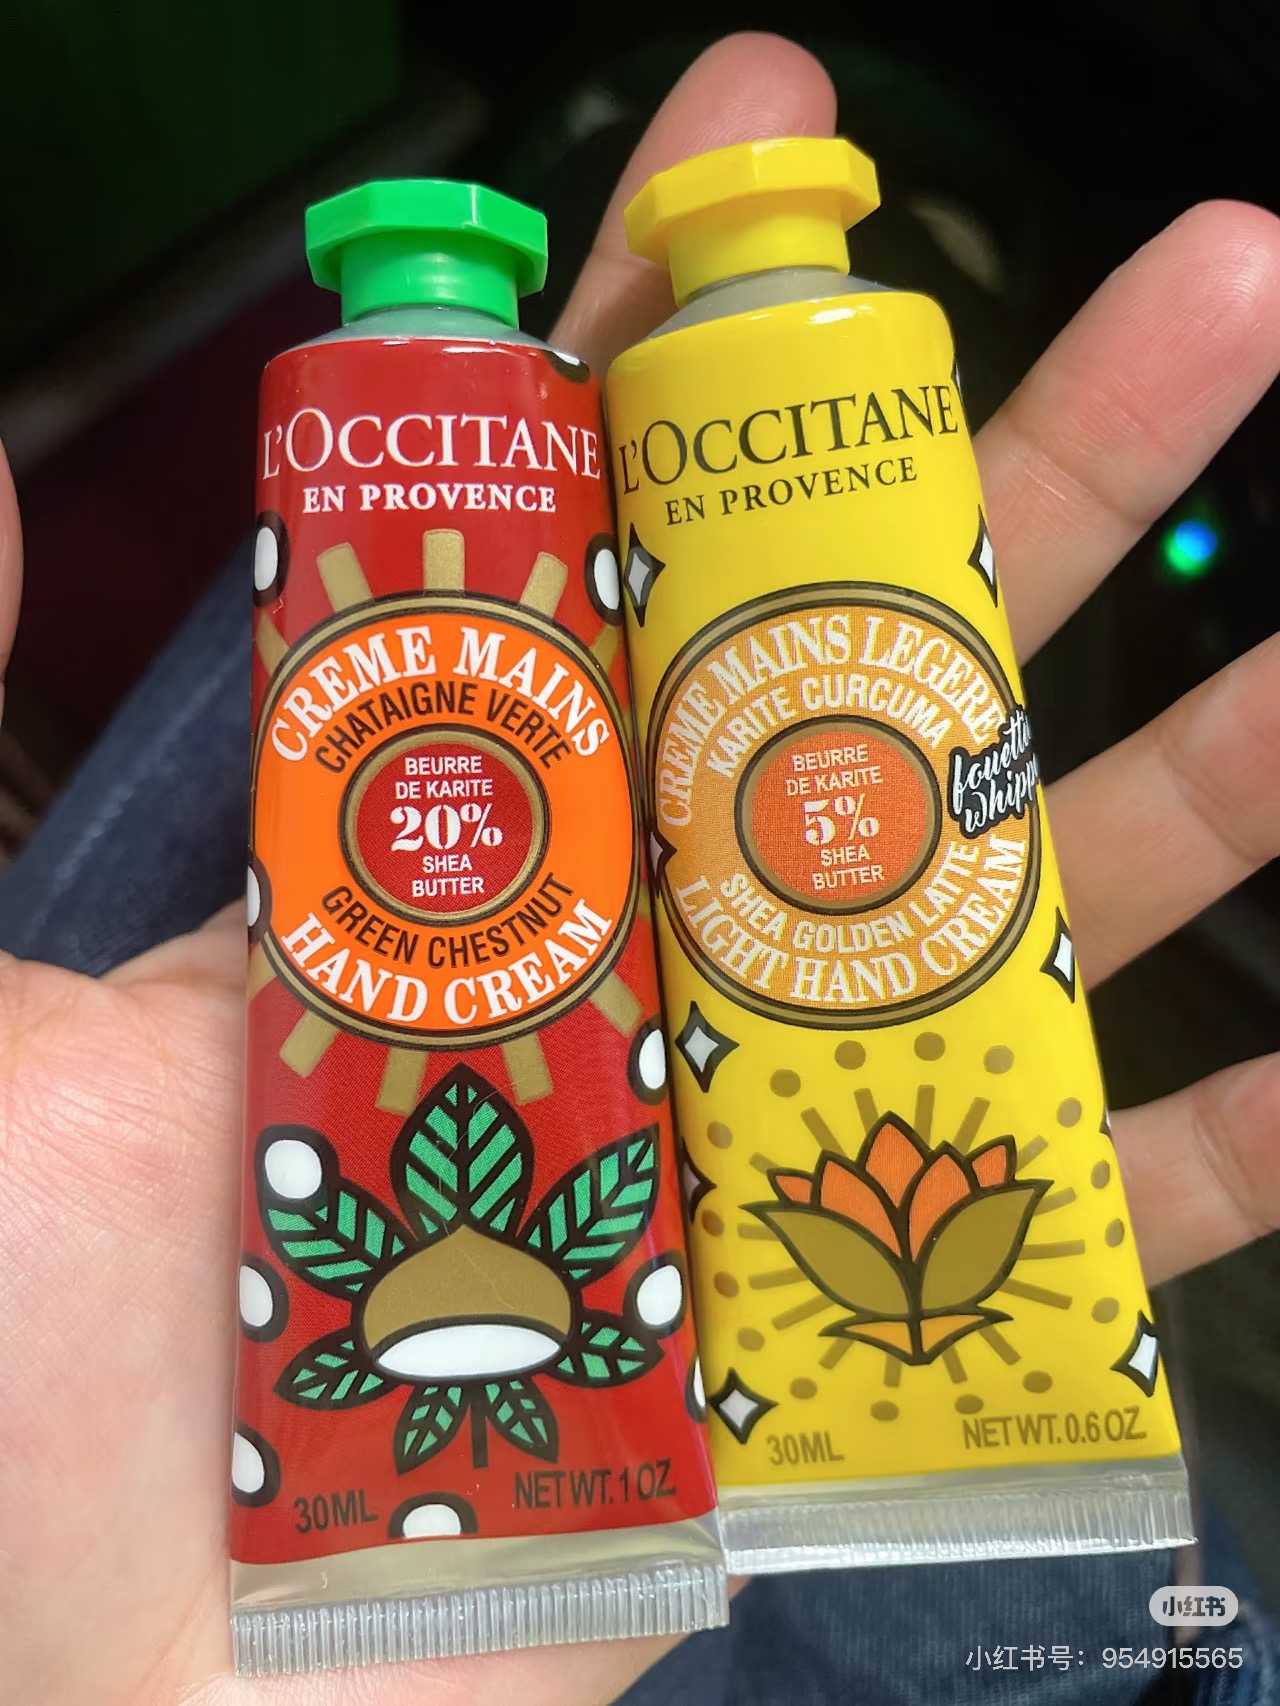 L'OCCITANE
EN PROVENCE
CREME MAINS
CHATAIGNE VERTE
BEURRE
DE KARITE
20%
SHEA
BUTTER
GREEN CHESTNUT
HAND CREAM
30ML
NET WT. 1 OZ.
L'OCCITANE
EN PROVENCE
CREME MAINS LEGERE
KARITE CURCUMA
BEURRE
DE KARITE
5%
SHEA
BUTTER
SHEA GOLDEN LATTE
LIGHT HAND CREAM
30ML
NET WT. 0.6 OZ.
小红书
小红书号：954915565